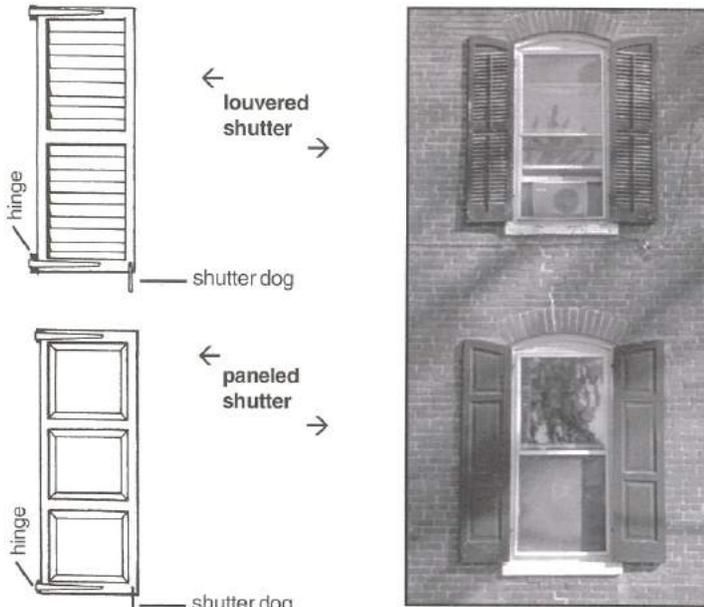 ←
louvered
shutter
→
hinge
shutter dog
←
paneled
shutter
→
hinge
shutter dog